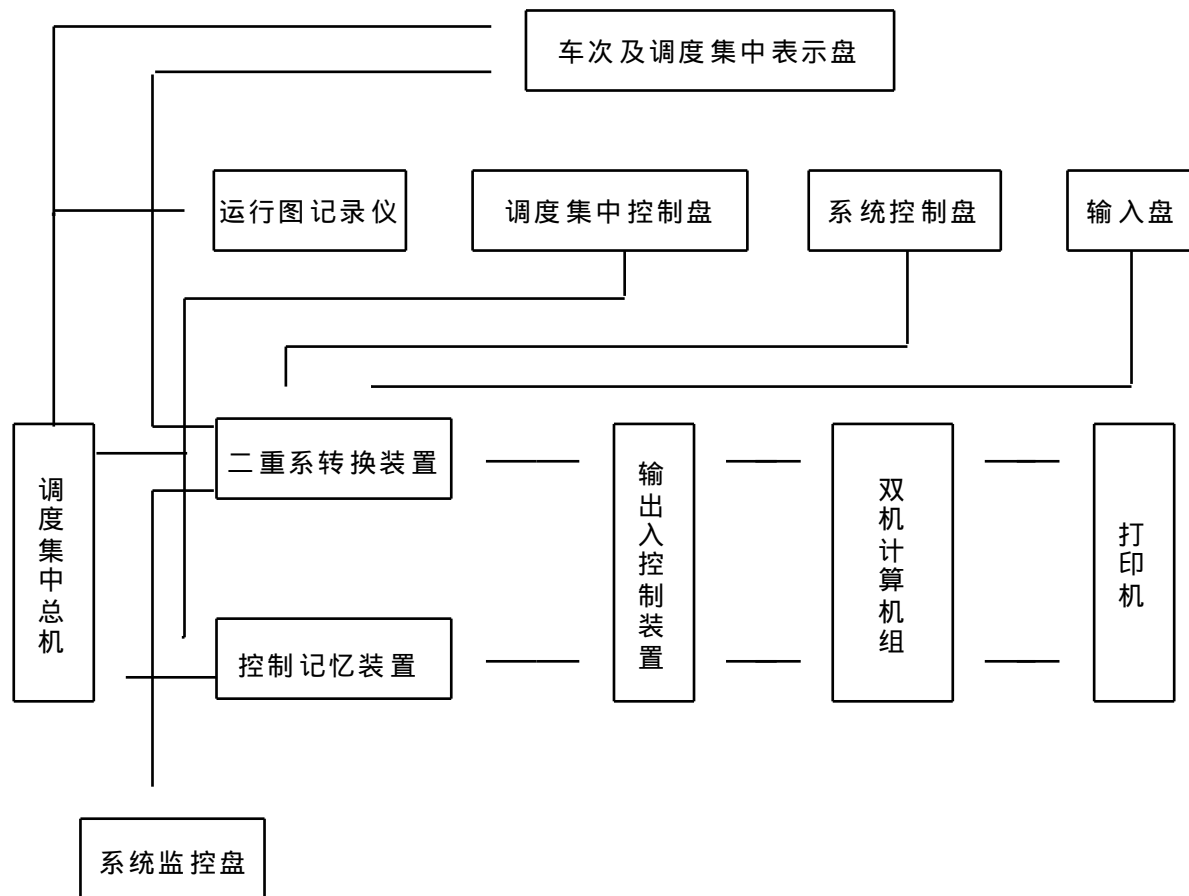 车次及调度集中表示盘
运行图记录仪
调度集中控制盘
系统控制盘
输入盘
调度集中总机
二重系转换装置
输出入控制装置
双机计算机组
打印机
控制记忆装置
系统监控盘